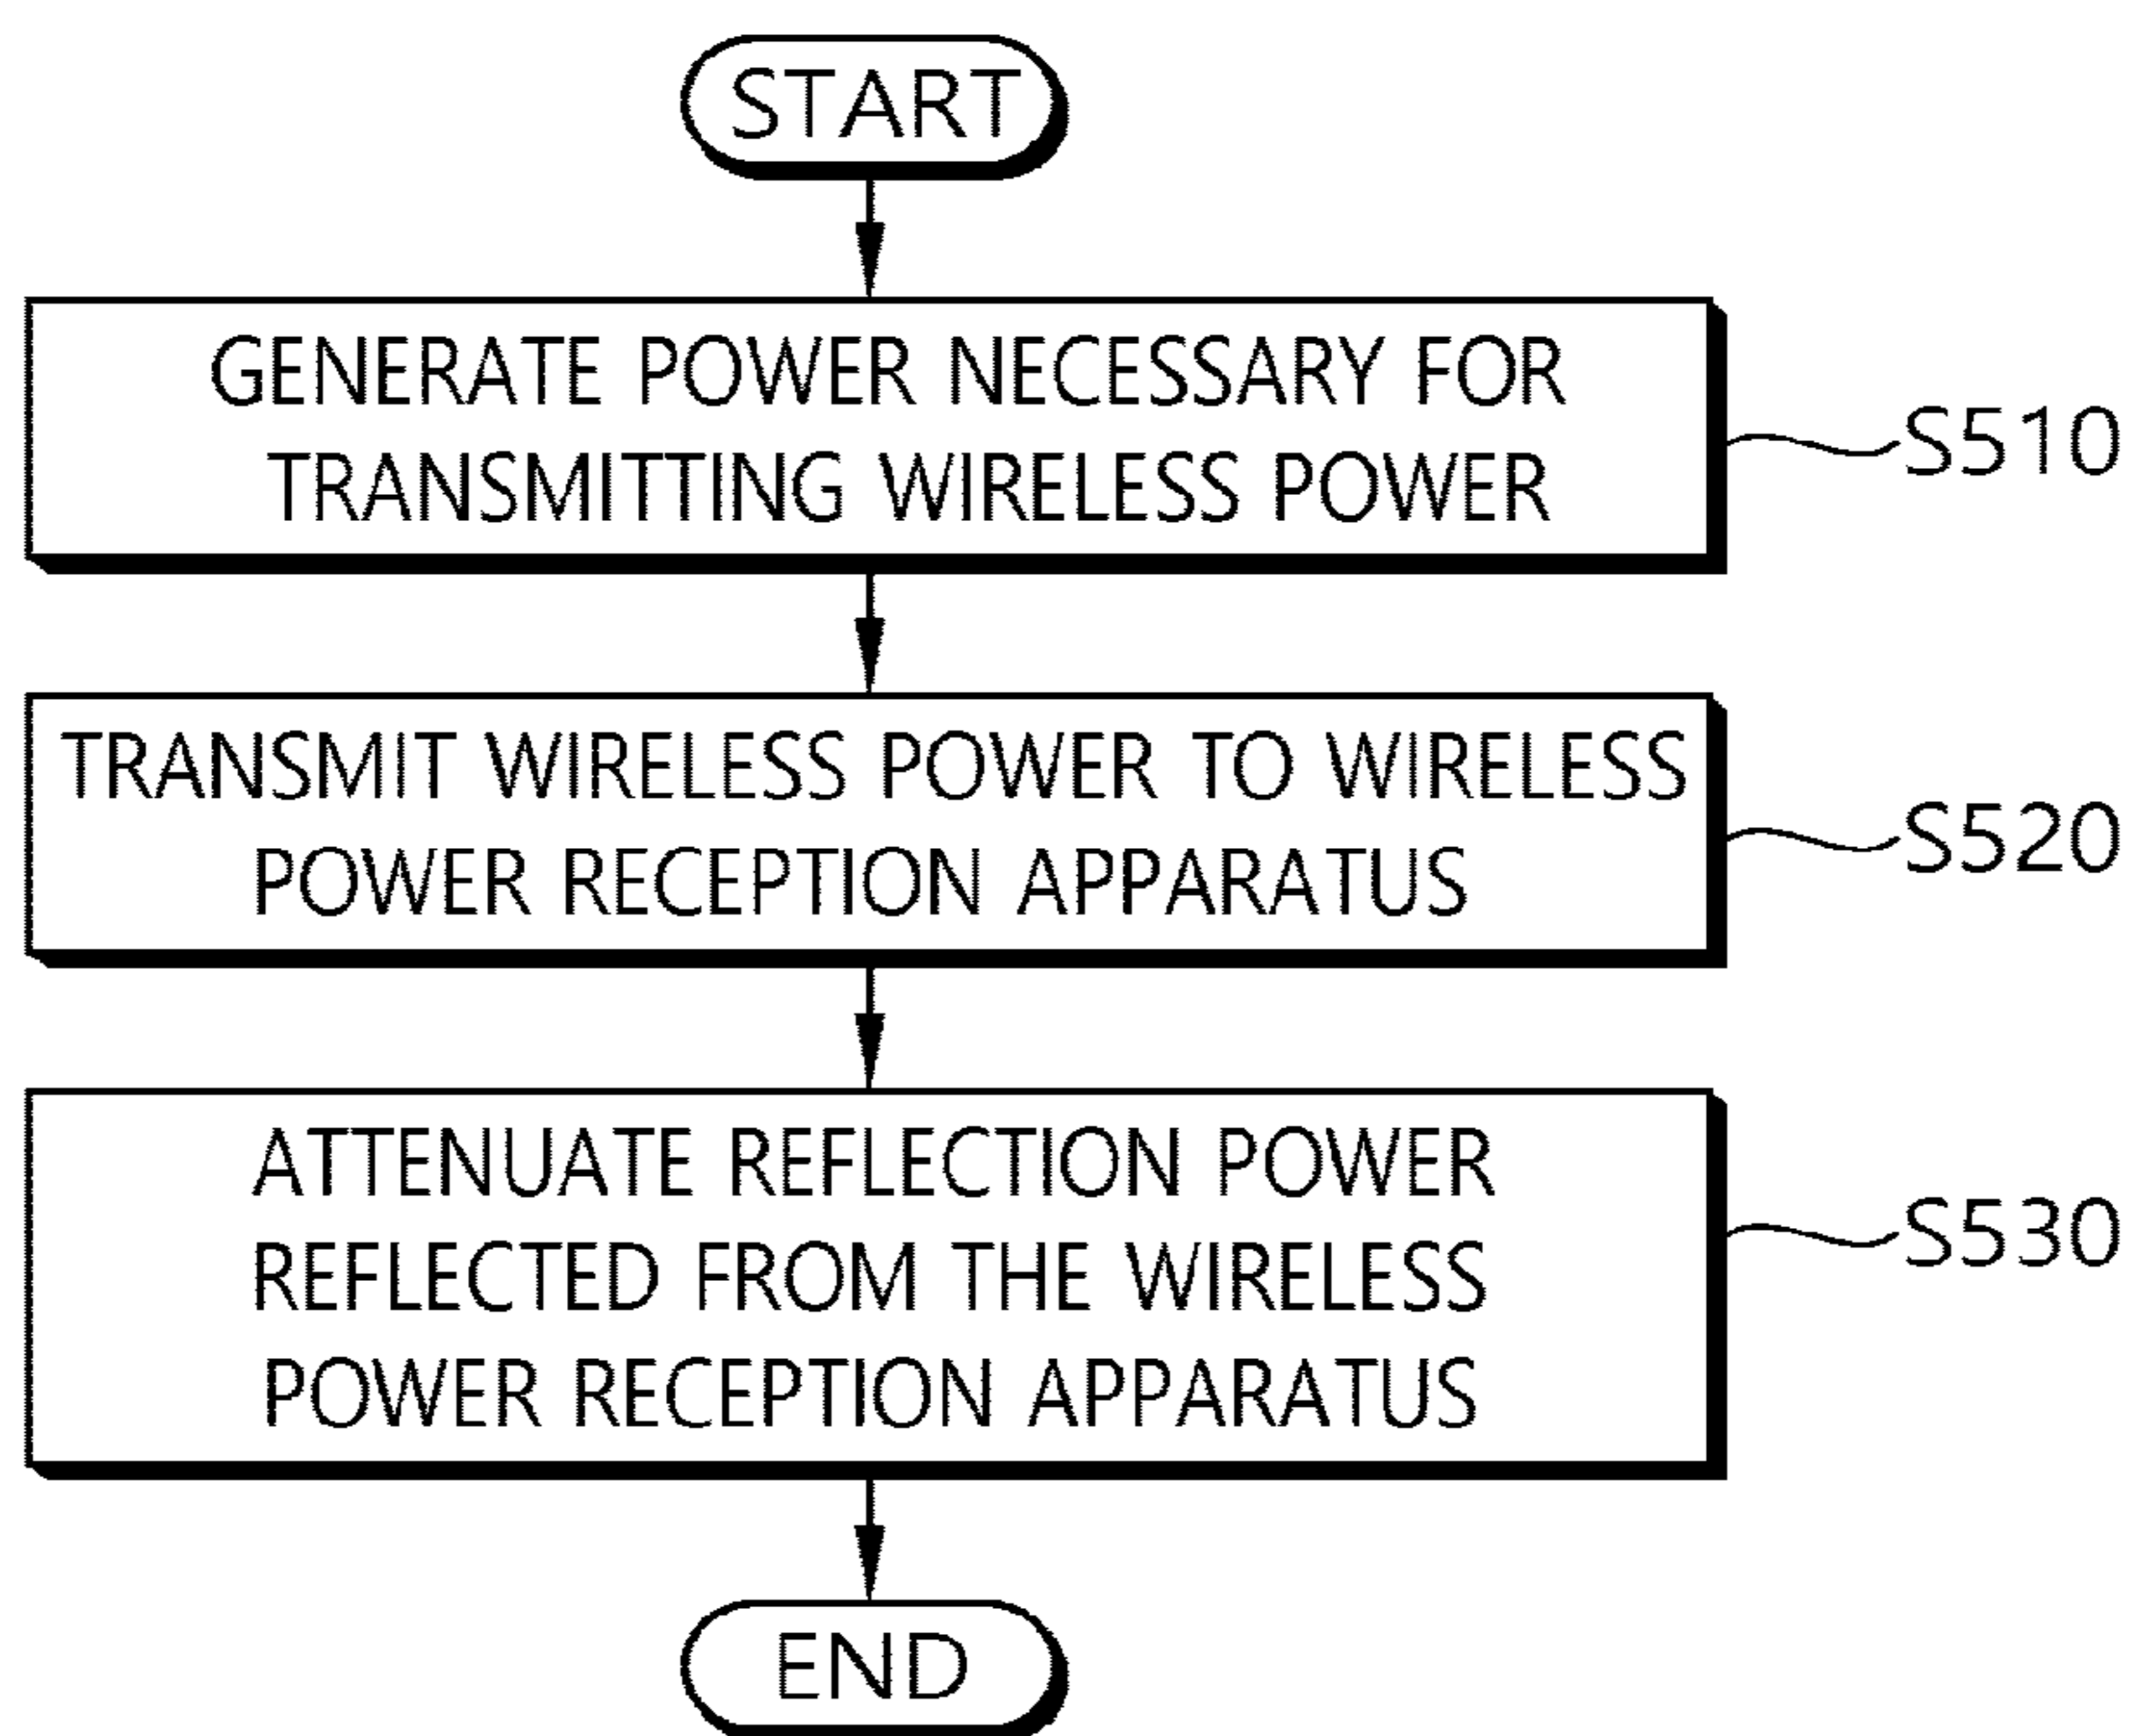 START
GENERATE POWER NECESSARY FOR
TRANSMITTING WIRELESS POWER
S510
TRANSMIT WIRELESS POWER TO WIRELESS
POWER RECEPTION APPARATUS
S520
ATTENUATE REFLECTION POWER
REFLECTED FROM THE WIRELESS
POWER RECEPTION APPARATUS
S530
END